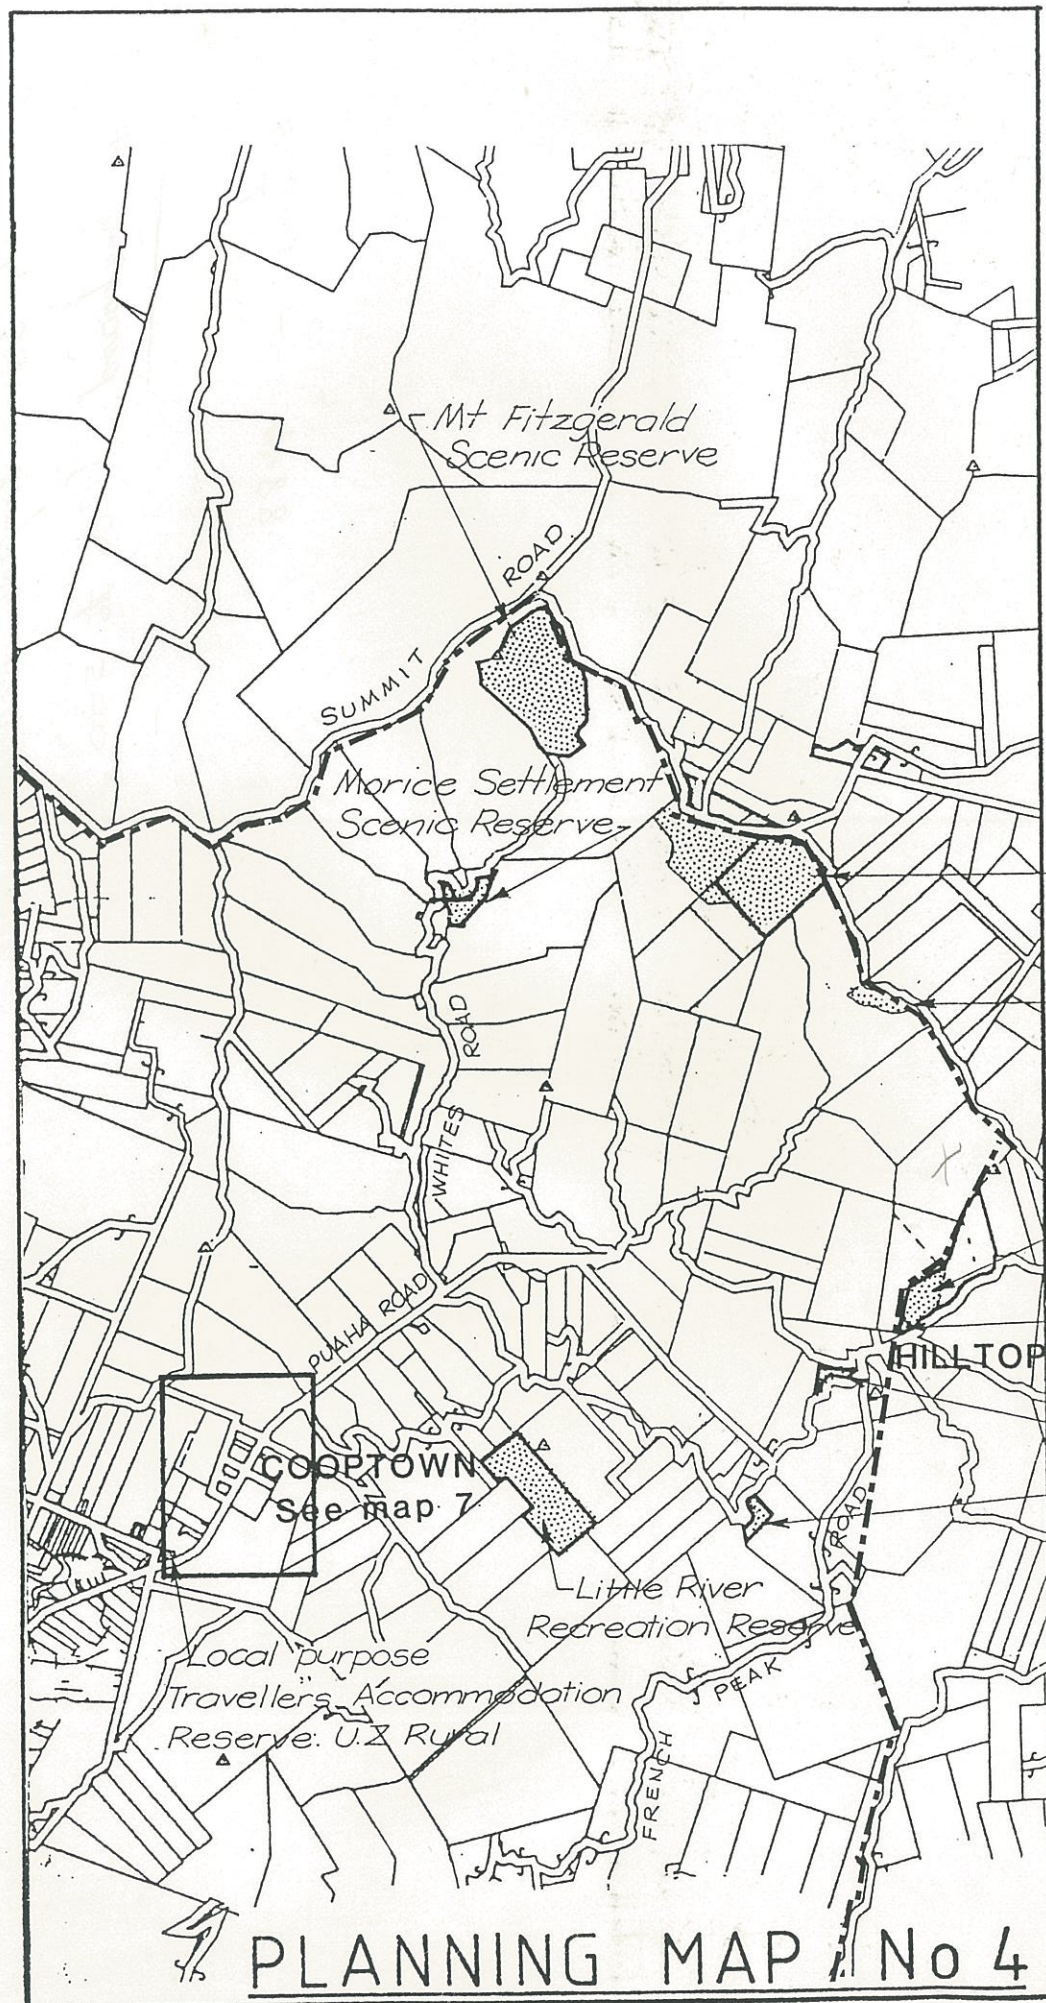 Mt Fitzgerald
Scenic Reserve
SUMMIT ROAD
Morice Settlement
Scenic Reserve
WHITES ROAD
PUAHA ROAD
HILLTOP
COOPTOWN
See map 7
Little River
Recreation Reserve
Local purpose
Travellers Accommodation
Reserve: U.Z Rural
FRENCH PEAK ROAD
X
PLANNING MAP No 4